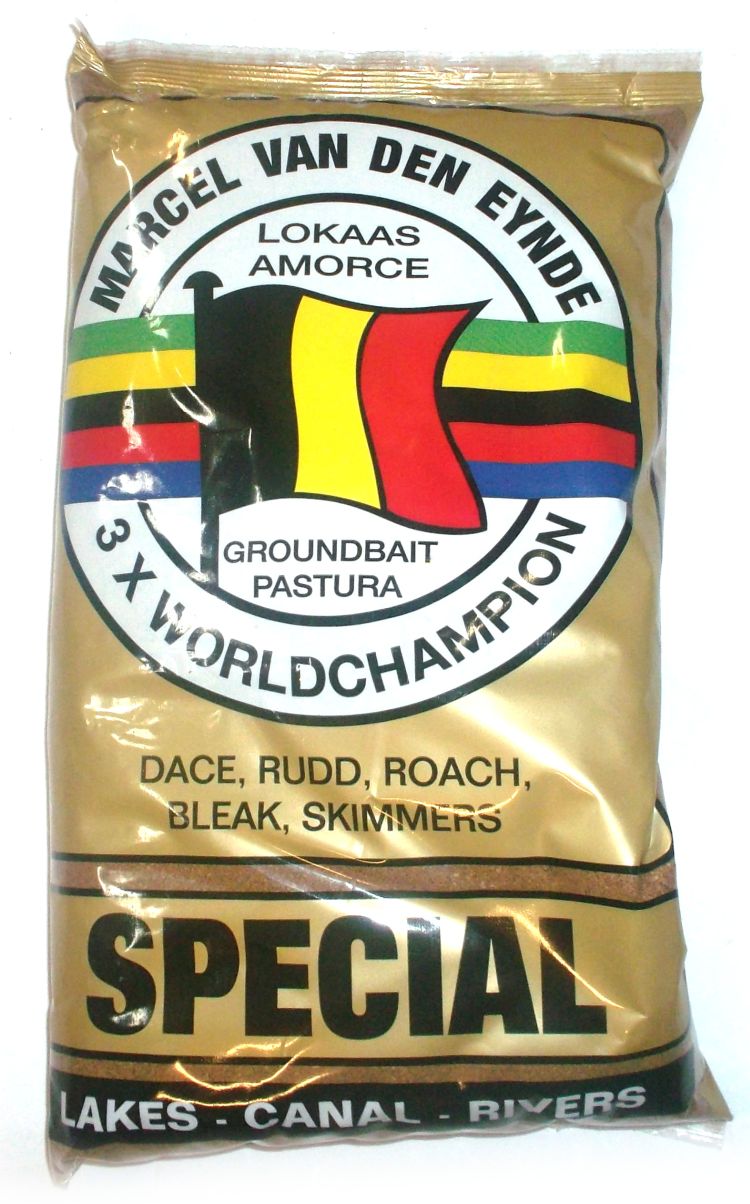 MARCEL VAN DEN EYNDE
LOKAAS
AMORCE
GROUNDBAIT
PASTURA
3 X WORLDCHAMPION
DACE, RUDD, ROACH,
BLEAK, SKIMMERS
SPECIAL
LAKES - CANAL - RIVERS